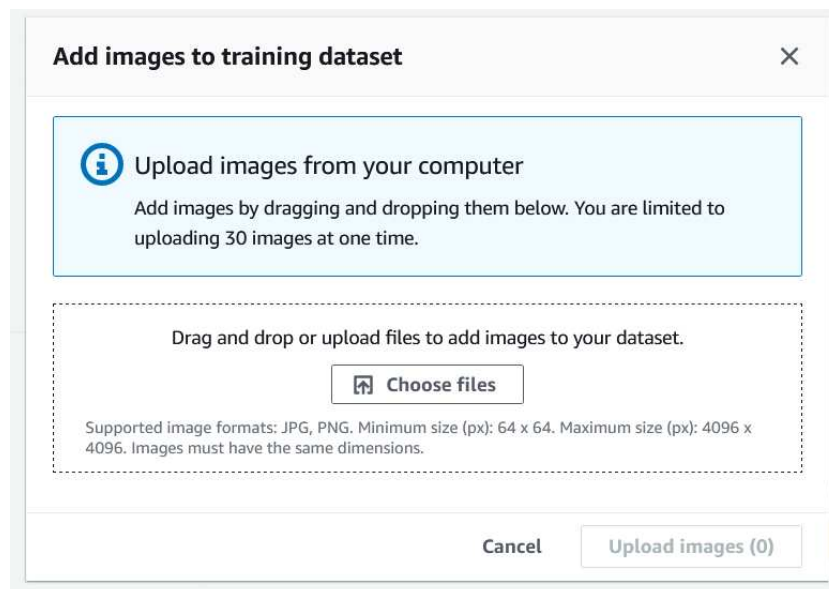 Add images to training dataset
Upload images from your computer
Add images by dragging and dropping them below. You are limited to
uploading 30 images at one time.
Drag and drop or upload files to add images to your dataset.
Choose files
Supported image formats: JPG, PNG. Minimum size (px): 64 x 64. Maximum size (px): 4096 x
4096. Images must have the same dimensions.
Cancel
Upload images (0)